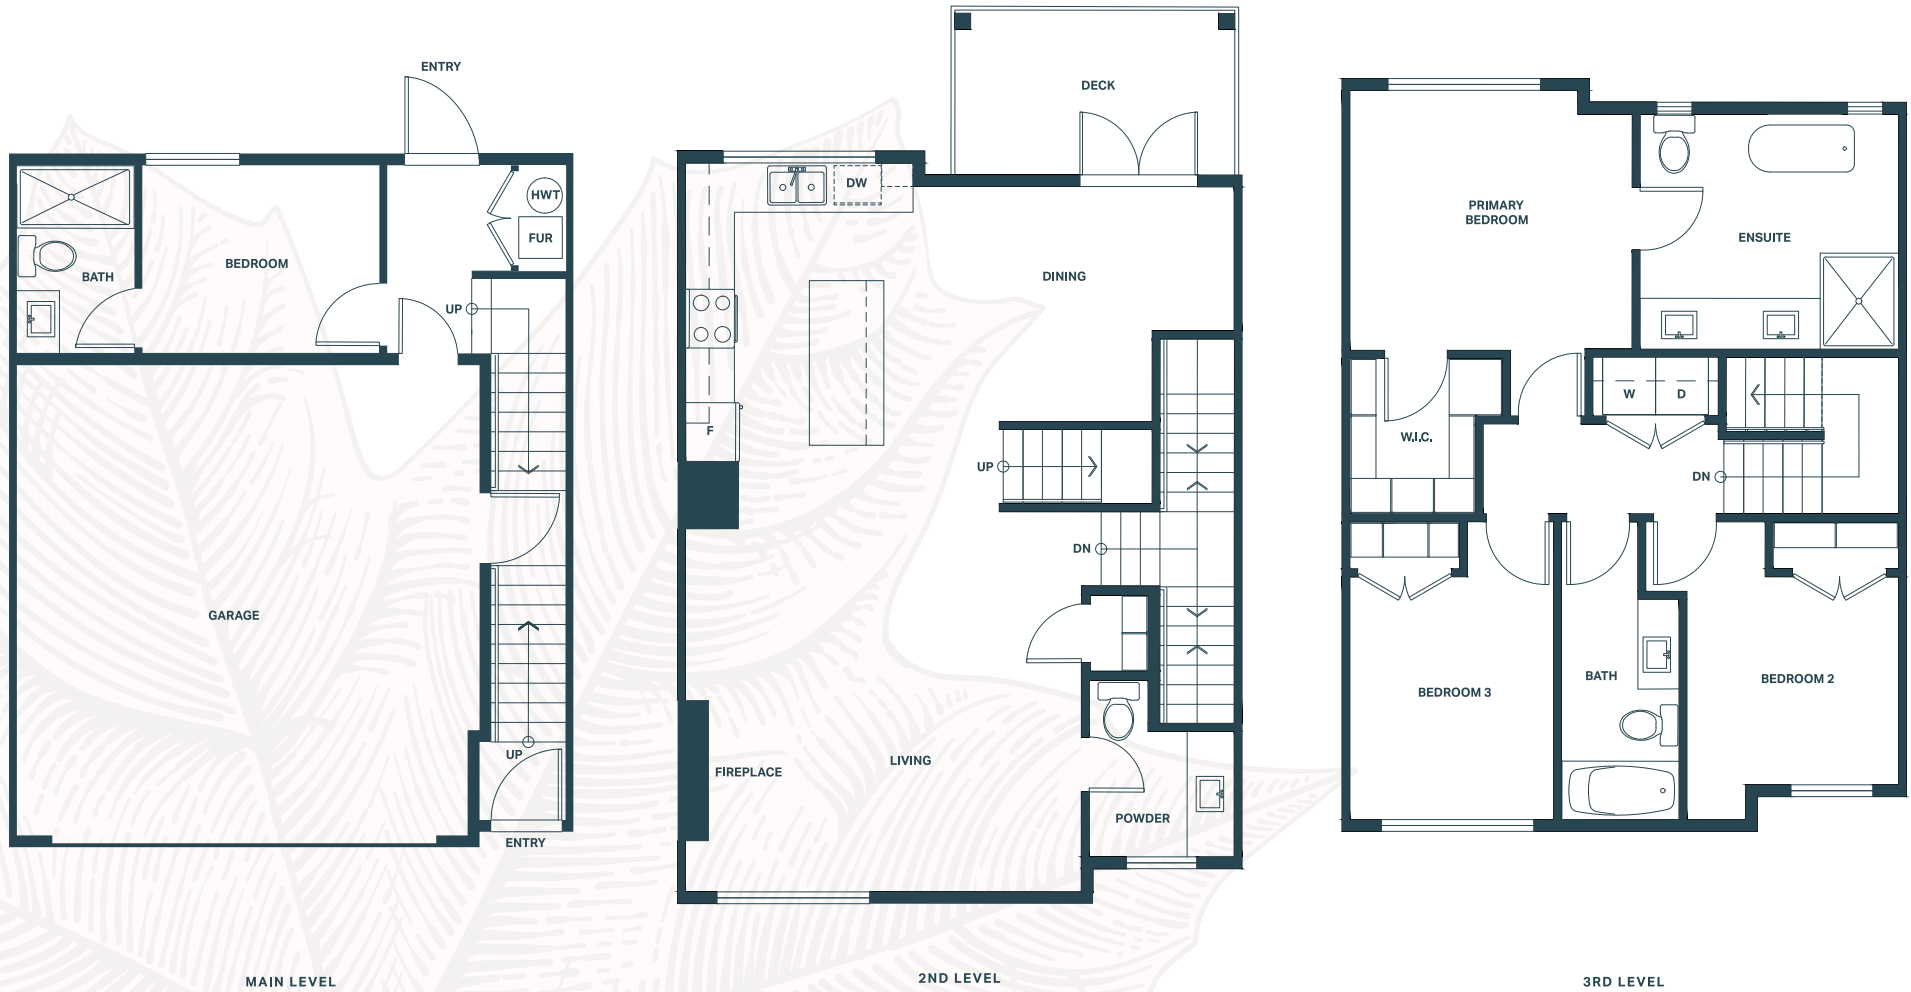 ENTRY
HWT
FUR
BATH
BEDROOM
UP
GARAGE
UP
ENTRY
MAIN LEVEL
DECK
DW
DINING
F
UP
DN
LIVING
FIREPLACE
POWDER
2ND LEVEL
PRIMARY
BEDROOM
ENSUITE
W
D
W.I.C.
DN
BEDROOM 3
BATH
BEDROOM 2
3RD LEVEL